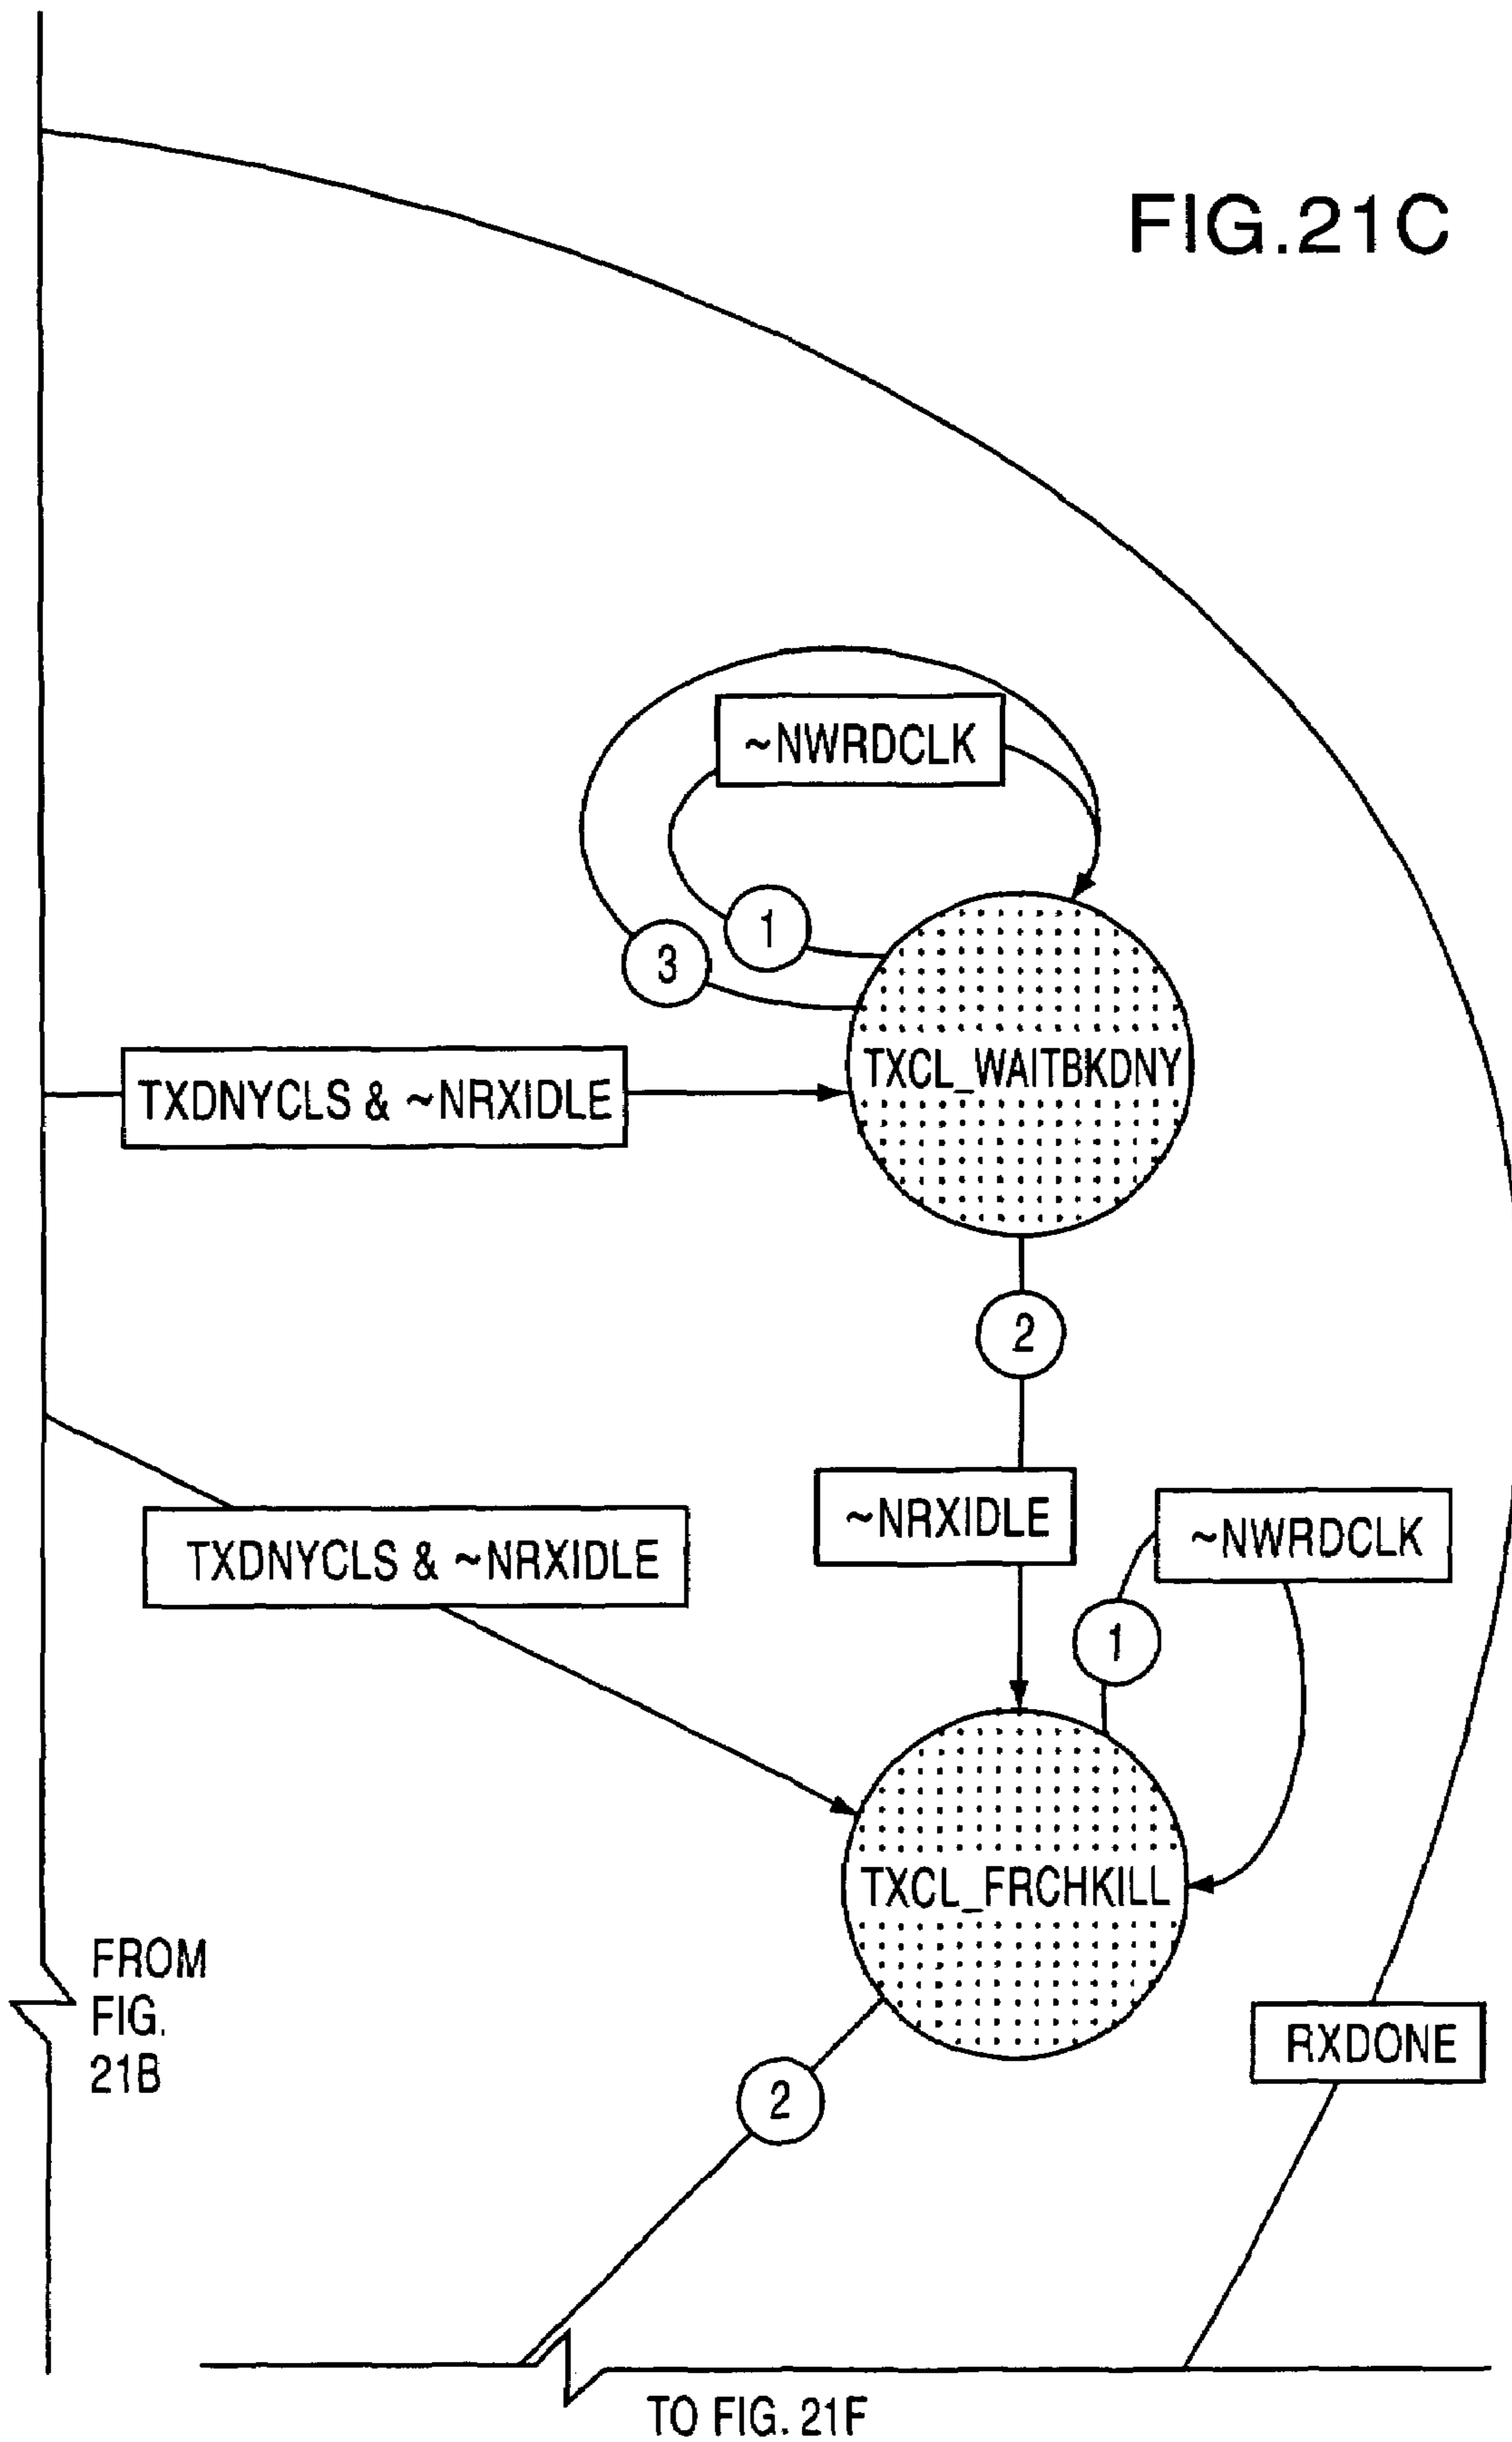 FIG.21C
~NWRDCLK
1
3
TXCL_WAITBKDNY
TXDNYCLS & ~NRXIDLE
2
~NRXIDLE
~NWRDCLK
TXDNYCLS & ~NRXIDLE
1
TXCL_FRCHKILL
FROM
FIG.
21B
RXDONE
2
TO FIG. 21F